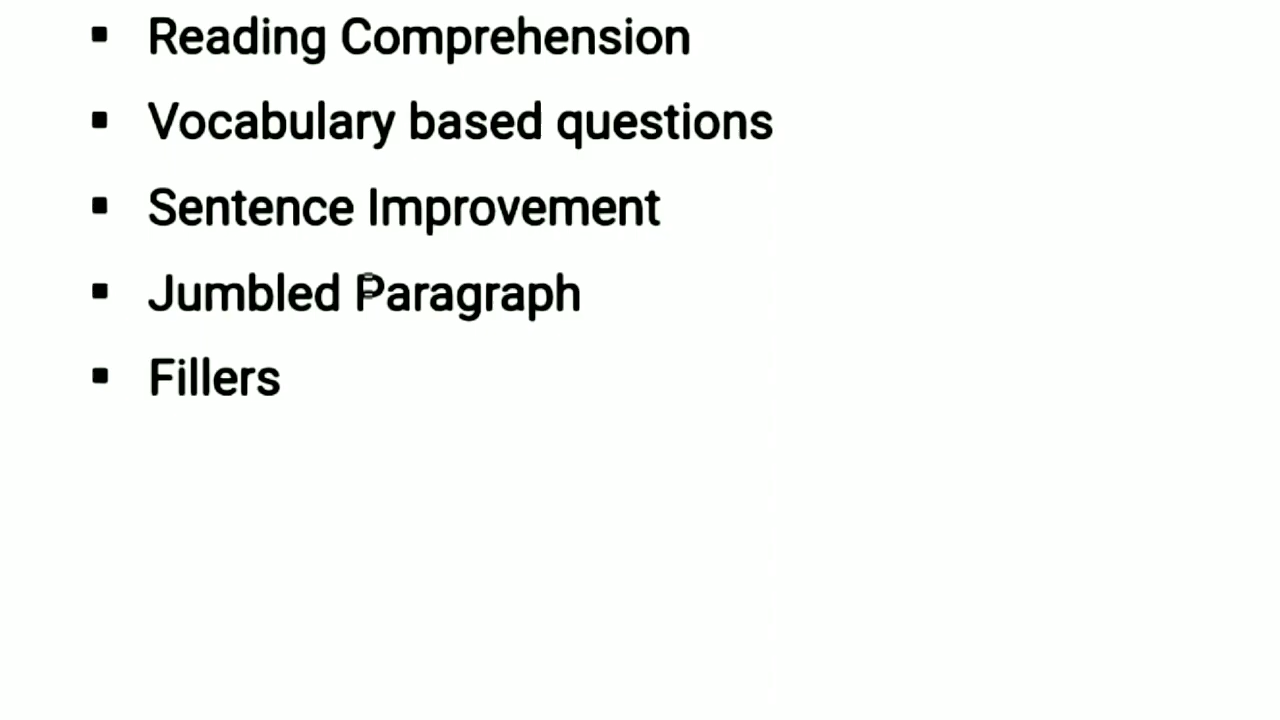 ▪ Reading Comprehension
▪ Vocabulary based questions
▪ Sentence Improvement
▪ Jumbled Paragraph
▪ Fillers